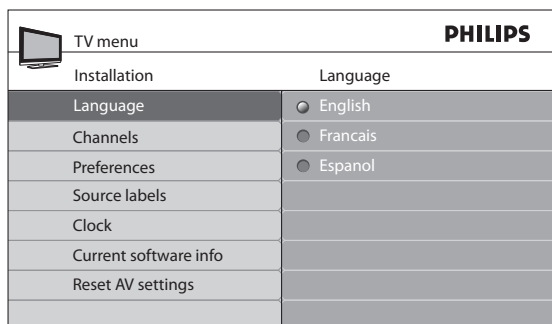 TV menu
PHILIPS
Installation
Language
Language
English
Channels
Francais
Preferences
Espanol
Source labels
Clock
Current software info
Reset AV settings